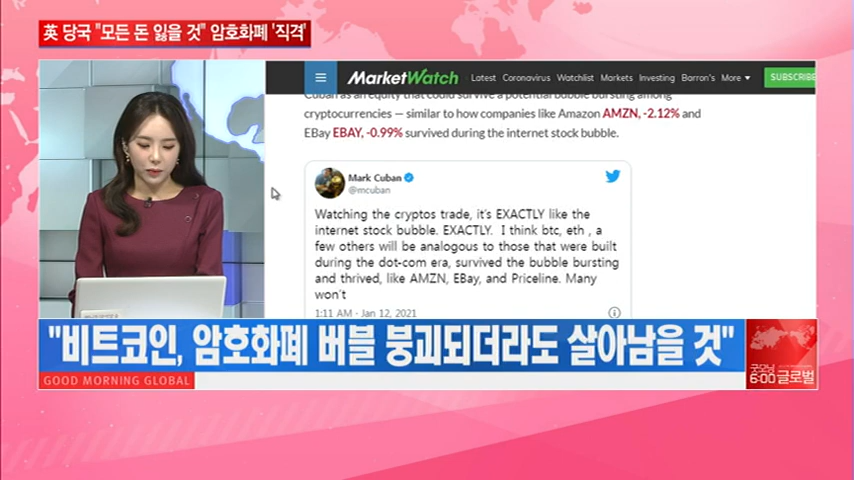 英 당국 "모든 돈 잃을 것" 암호화폐 '직격'
MarketWatch Latest Coronavirus Watchlist Markets Investing Barron's More SUBSCRIBE
Cuban as an equity that could survive a potential bubble bursting among
cryptocurrencies — similar to how companies like Amazon AMZN, -2.12% and
EBay EBAY, -0.99% survived during the internet stock bubble.
Mark Cuban
@mcuban
Watching the cryptos trade, it's EXACTLY like the
internet stock bubble. EXACTLY. I think btc, eth , a
few others will be analogous to those that were built
during the dot-com era, survived the bubble bursting
and thrived, like AMZN, EBay, and Priceline. Many
won't
1:11 AM - Jan 12, 2021
"비트코인, 암호화폐 버블 붕괴되더라도 살아남을 것"
GOOD MORNING GLOBAL
굿모닝
6:00 글로벌